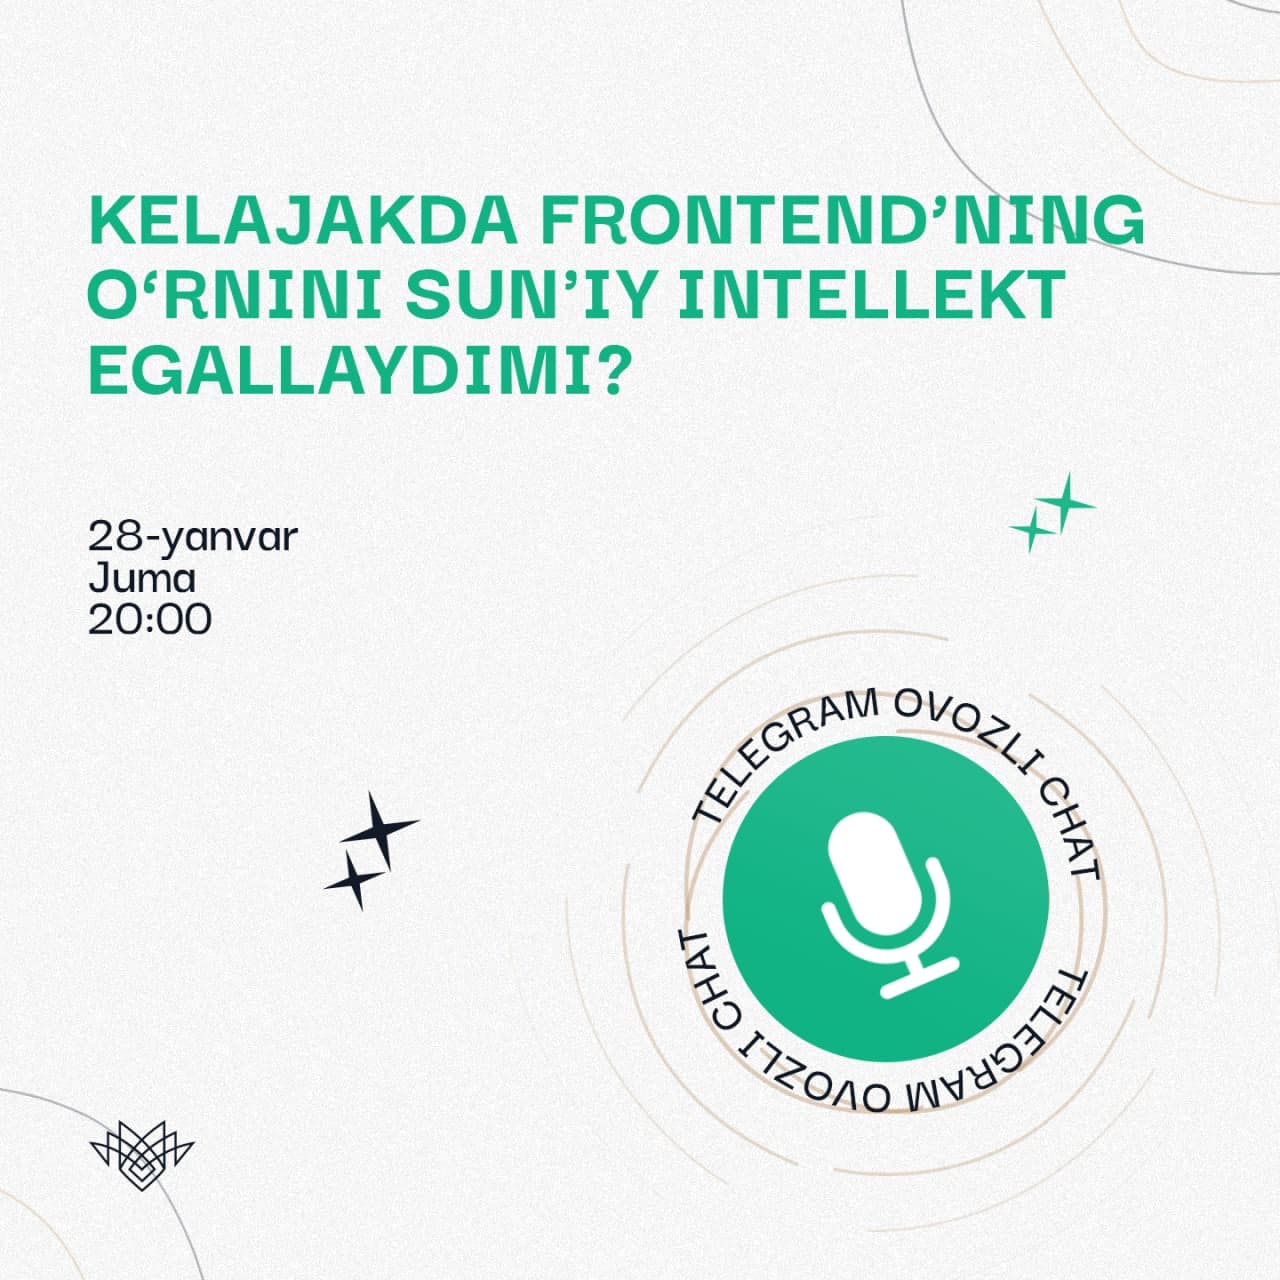 KELAJAKDA FRONTEND’NING
O‘RNINI SUN’IY INTELLEKT
EGALLAYDIMI?
28-yanvar
Juma
20:00
TELEGRAM OVOZLI CHAT
TELEGRAM OVOZLI CHAT